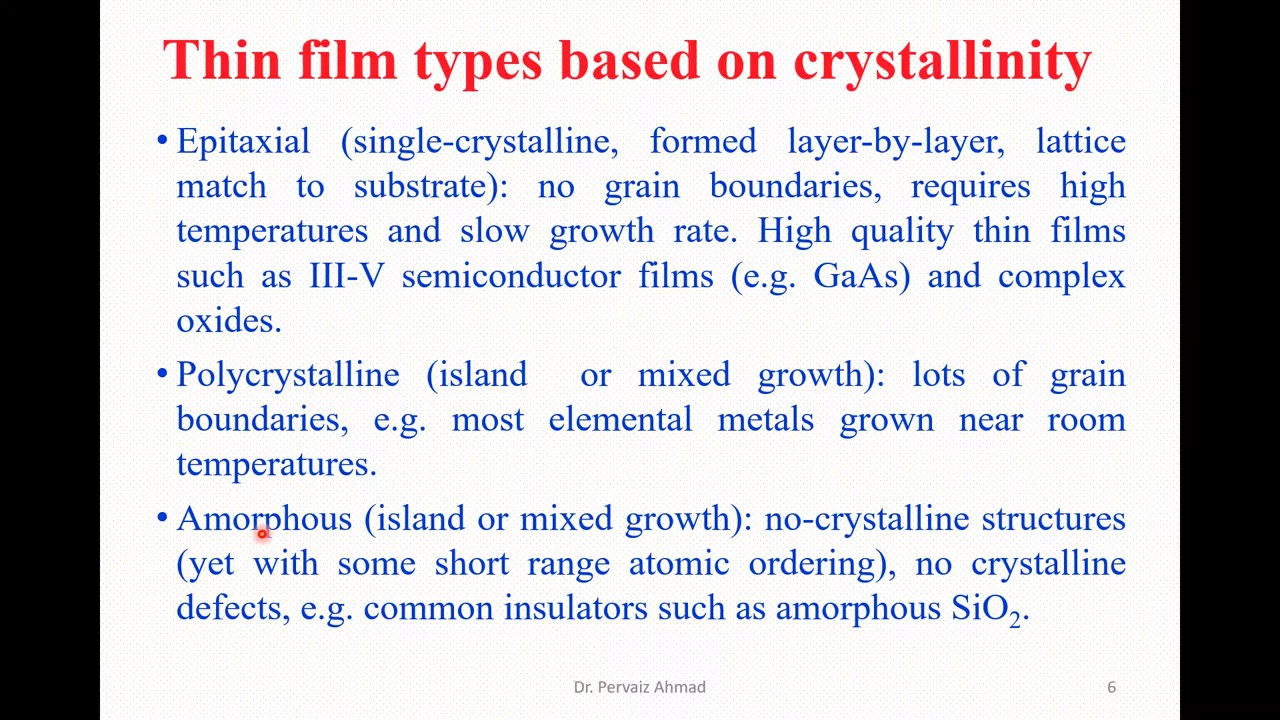 Thin film types based on crystallinity
• Epitaxial (single-crystalline, formed layer-by-layer, lattice
match to substrate): no grain boundaries, requires high
temperatures and slow growth rate. High quality thin films
such as III-V semiconductor films (e.g. GaAs) and complex
oxides.
• Polycrystalline (island or mixed growth): lots of grain
boundaries, e.g. most elemental metals grown near room
temperatures.
• Amorphous (island or mixed growth): no-crystalline structures
(yet with some short range atomic ordering), no crystalline
defects, e.g. common insulators such as amorphous SiO₂.
Dr. Pervaiz Ahmad
6